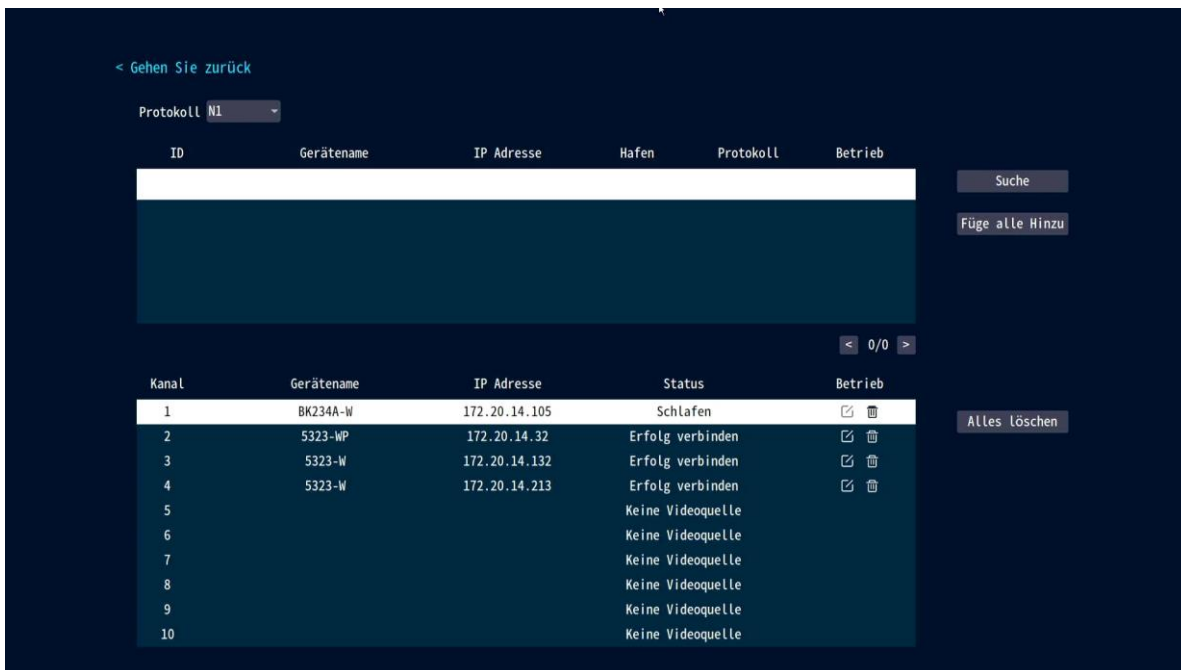 < Gehen Sie zurück
Protokoll N1
ID Gerätename IP Adresse Hafen Protokoll Betrieb
Suche
Füge alle Hinzu
< 0/0 >
Kanal Gerätename IP Adresse Status Betrieb
1 BK234A-W 172.20.14.105 Schlafen
Alles löschen
2 5323-WP 172.20.14.32 Erfolg verbinden
3 5323-W 172.20.14.132 Erfolg verbinden
4 5323-W 172.20.14.213 Erfolg verbinden
5 Keine Videoquelle
6 Keine Videoquelle
7 Keine Videoquelle
8 Keine Videoquelle
9 Keine Videoquelle
10 Keine Videoquelle